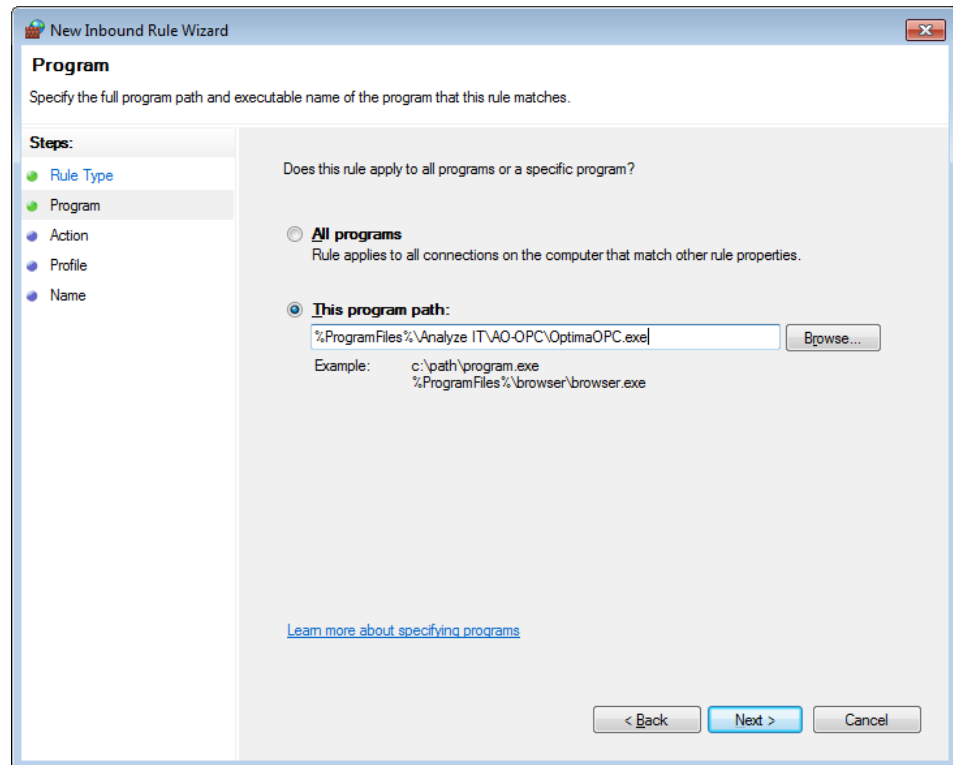 New Inbound Rule Wizard
Program
Specify the full program path and executable name of the program that this rule matches.
Steps:
Rule Type
Program
Action
Profile
Name
Does this rule apply to all programs or a specific program?
All programs
Rule applies to all connections on the computer that match other rule properties.
This program path:
%ProgramFiles%\Analyze IT\AO-OPC\OptimaOPC.exe
Browse...
Example: c:\path\program.exe
%ProgramFiles%\browser\browser.exe
Learn more about specifying programs
< Back Next > Cancel